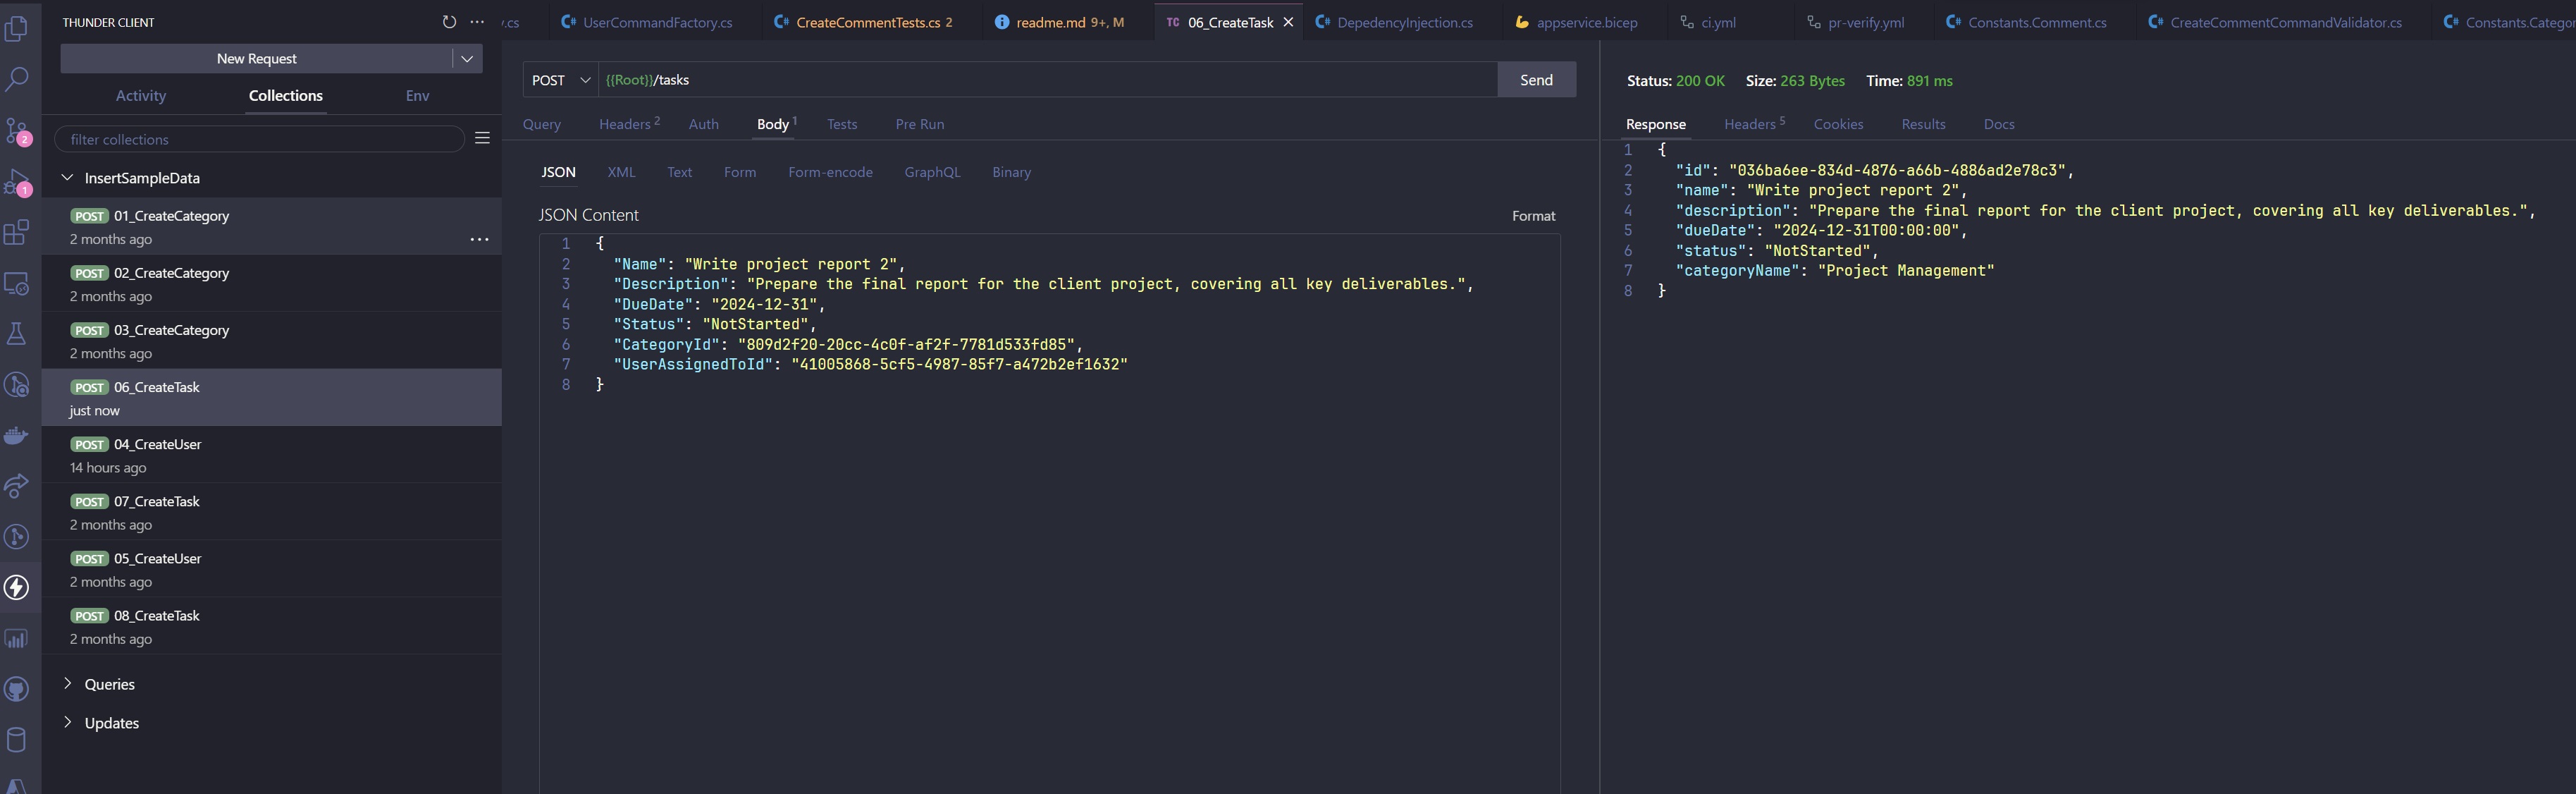 THUNDER CLIENT
New Request
Activity
Collections
Env
filter collections
InsertSampleData
POST 01_CreateCategory
2 months ago
POST 02_CreateCategory
2 months ago
POST 03_CreateCategory
2 months ago
POST 06_CreateTask
just now
POST 04_CreateUser
14 hours ago
POST 07_CreateTask
2 months ago
POST 05_CreateUser
2 months ago
POST 08_CreateTask
2 months ago
Queries
Updates
2
1
.cs
C# UserCommandFactory.cs
C# CreateCommentTests.cs 2
readme.md 9+, M
TC 06_CreateTask
C# DepedencyInjection.cs
appservice.bicep
ci.yml
pr-verify.yml
C# Constants.Comment.cs
C# CreateCommentCommandValidator.cs
C# Constants.Categor
POST {{Root}}/tasks
Send
Query
Headers 2
Auth
Body 1
Tests
Pre Run
JSON
XML
Text
Form
Form-encode
GraphQL
Binary
JSON Content
Format
1 {
2 "Name": "Write project report 2",
3 "Description": "Prepare the final report for the client project, covering all key deliverables.",
4 "DueDate": "2024-12-31",
5 "Status": "NotStarted",
6 "CategoryId": "809d2f20-20cc-4c0f-af2f-7781d533fd85",
7 "UserAssignedToId": "41005868-5cf5-4987-85f7-a472b2ef1632"
8 }
Status: 200 OK Size: 263 Bytes Time: 891 ms
Response
Headers 5
Cookies
Results
Docs
1 {
2 "id": "036ba6ee-834d-4876-a66b-4886ad2e78c3",
3 "name": "Write project report 2",
4 "description": "Prepare the final report for the client project, covering all key deliverables.",
5 "dueDate": "2024-12-31T00:00:00",
6 "status": "NotStarted",
7 "categoryName": "Project Management"
8 }